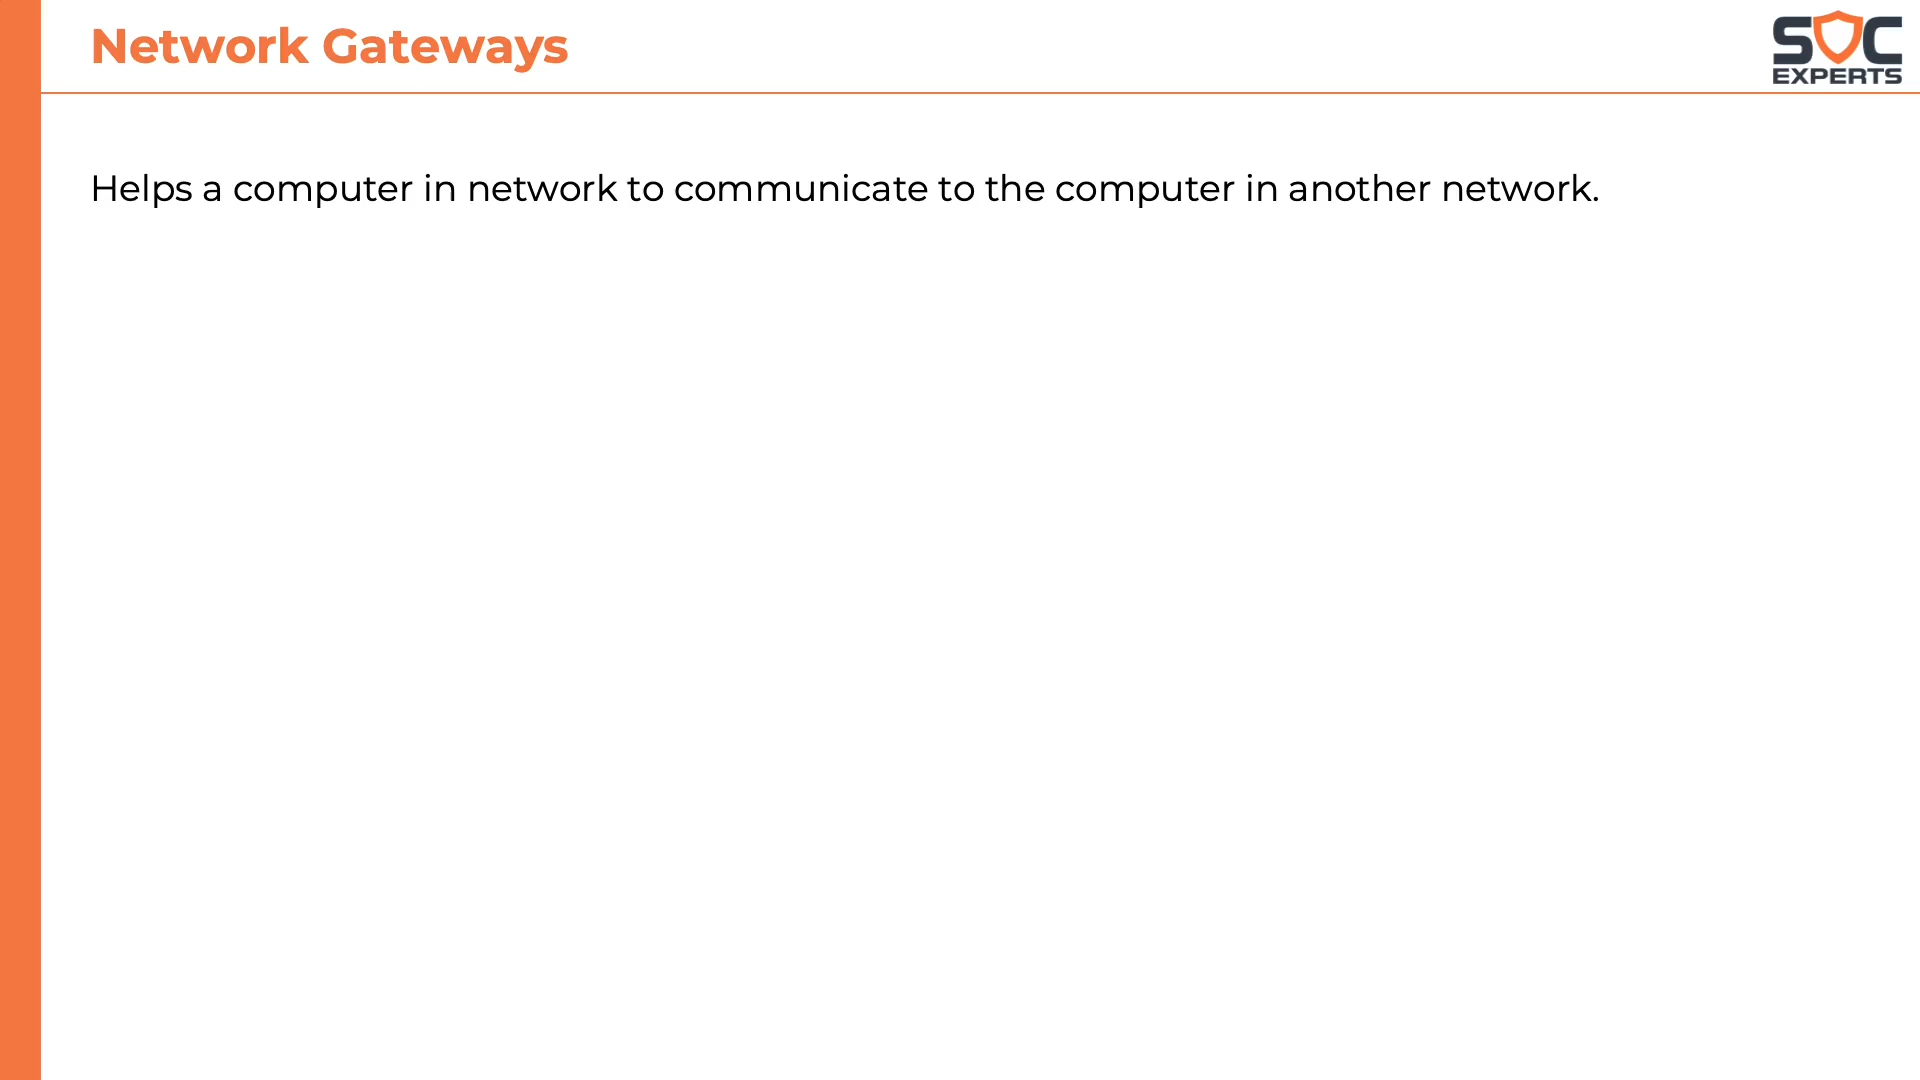 Network Gateways
SOC
EXPERTS
Helps a computer in network to communicate to the computer in another network.